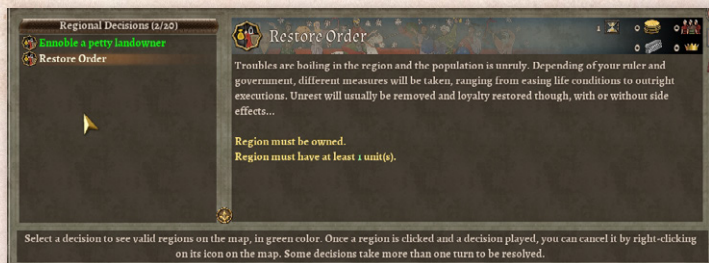 Regional Decisions (2/20)
Ennoble a petty landowner
Restore Order
Restore Order
1
0
0
0
0
Troubles are boiling in the region and the population is unruly. Depending of your ruler and
government, different measures will be taken, ranging from easing life conditions to outright
executions. Unrest will usually be removed and loyalty restored though, with or without side
effects...
Region must be owned.
Region must have at least 1 unit(s).
Select a decision to see valid regions on the map, in green color. Once a region is clicked and a decision played, you can cancel it by right-clicking
on its icon on the map. Some decisions take more than one turn to be resolved.